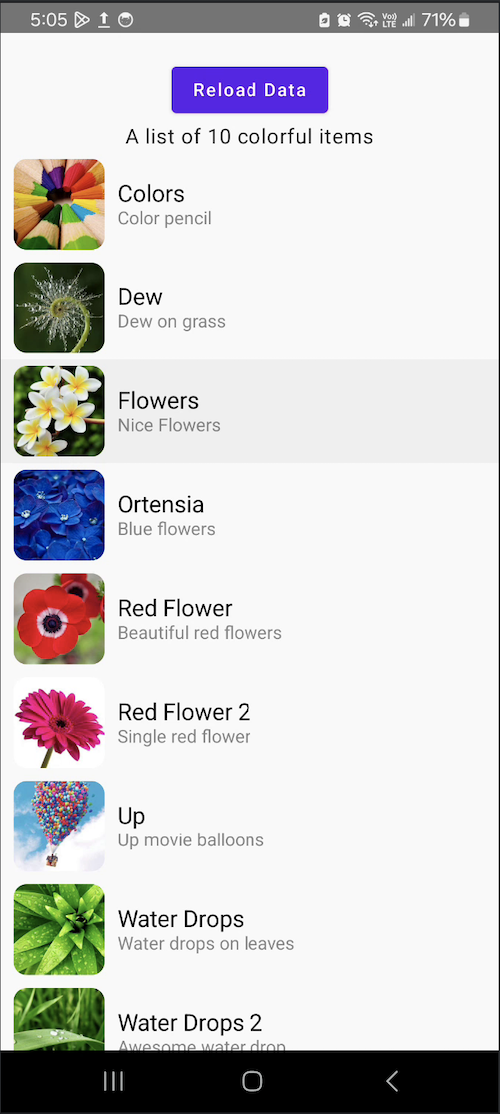 5:05
Vo)) LTE 71%
Reload Data
A list of 10 colorful items
Colors
Color pencil
Dew
Dew on grass
Flowers
Nice Flowers
Ortensia
Blue flowers
Red Flower
Beautiful red flowers
Red Flower 2
Single red flower
Up
Up movie balloons
Water Drops
Water drops on leaves
Water Drops 2
Awesome water drop